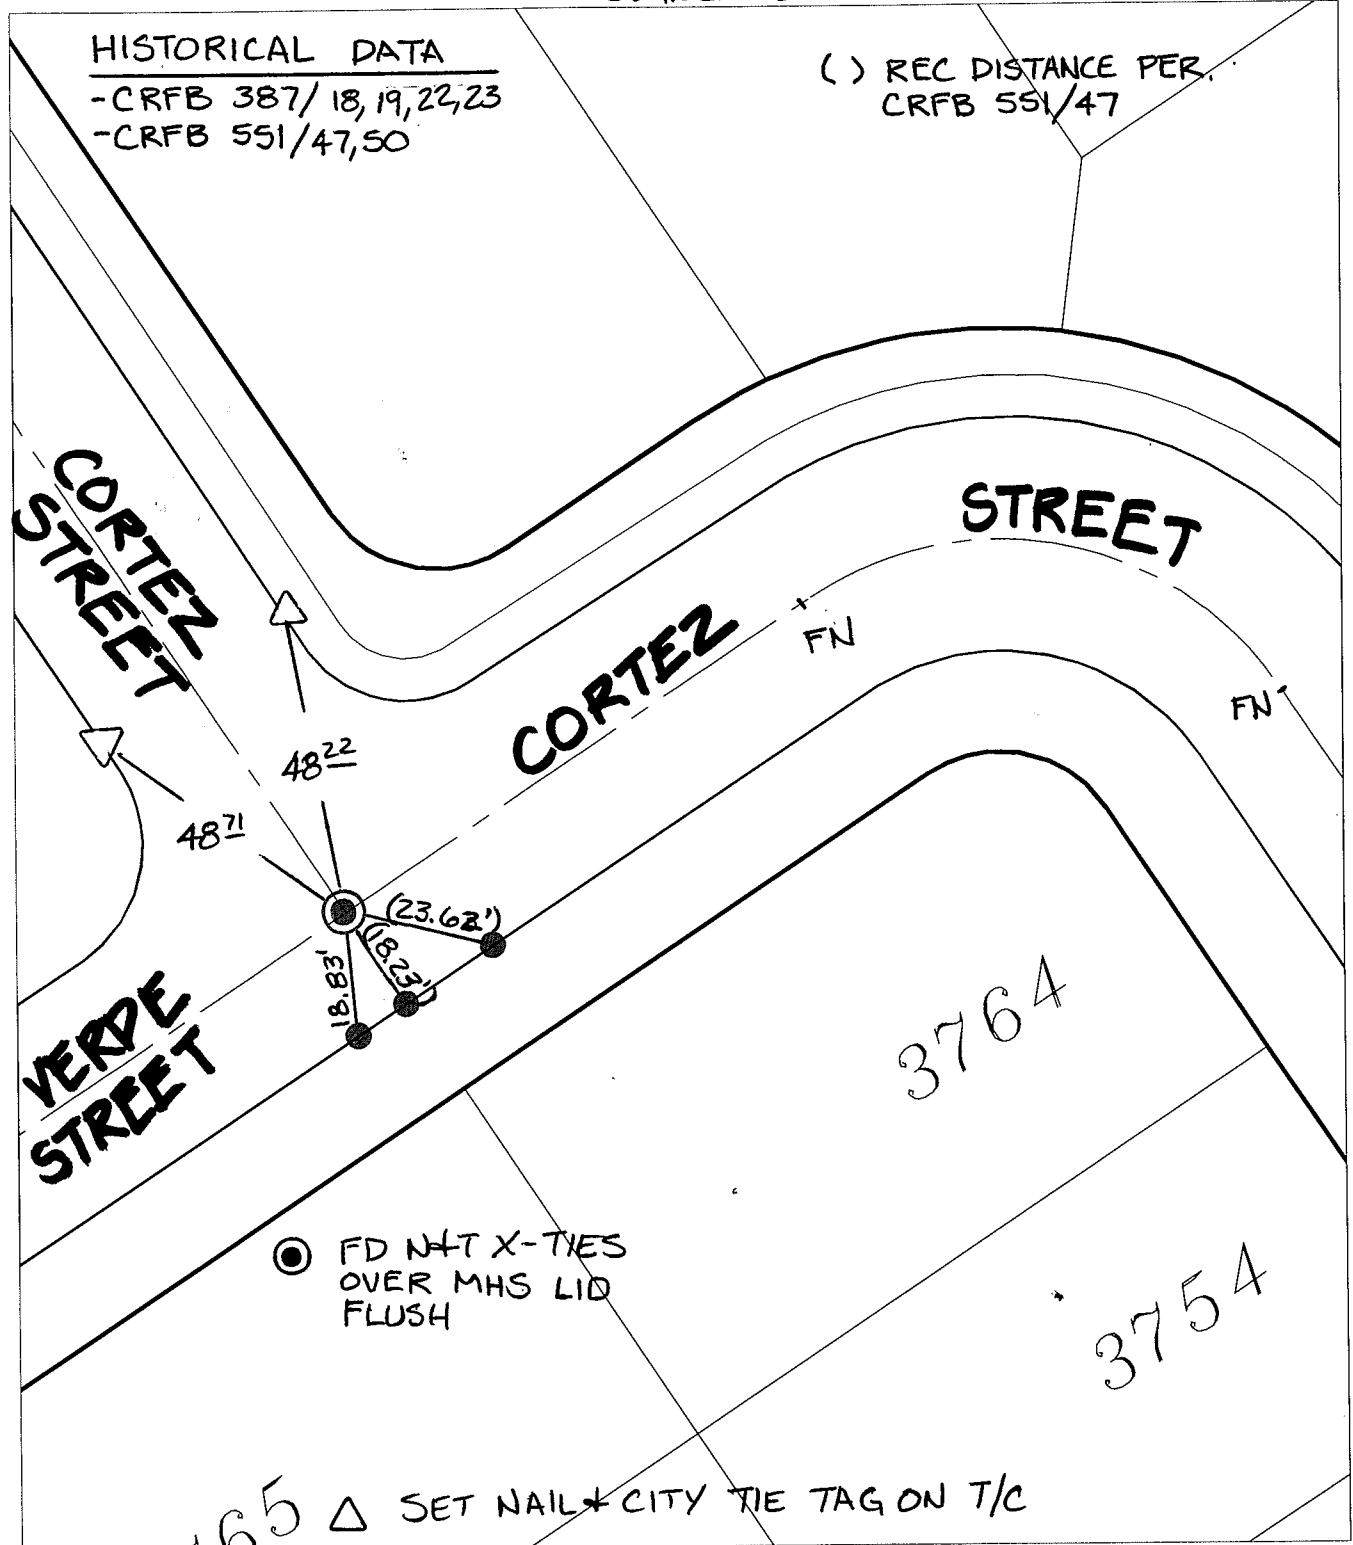 HISTORICAL DATA
-CRFB 387/18,19,22,23
-CRFB 551/47,50
( ) REC DISTANCE PER.
CRFB 551/47
CORTEZ
STREET
STREET
CORTEZ
FN
FN
48 22
48 71
(18.23')
18.83'
VERDE
STREET
3764
FD N&T X-TIES
OVER MHS LID
FLUSH
3754
△ SET NAIL & CITY TIE TAG ON T/C